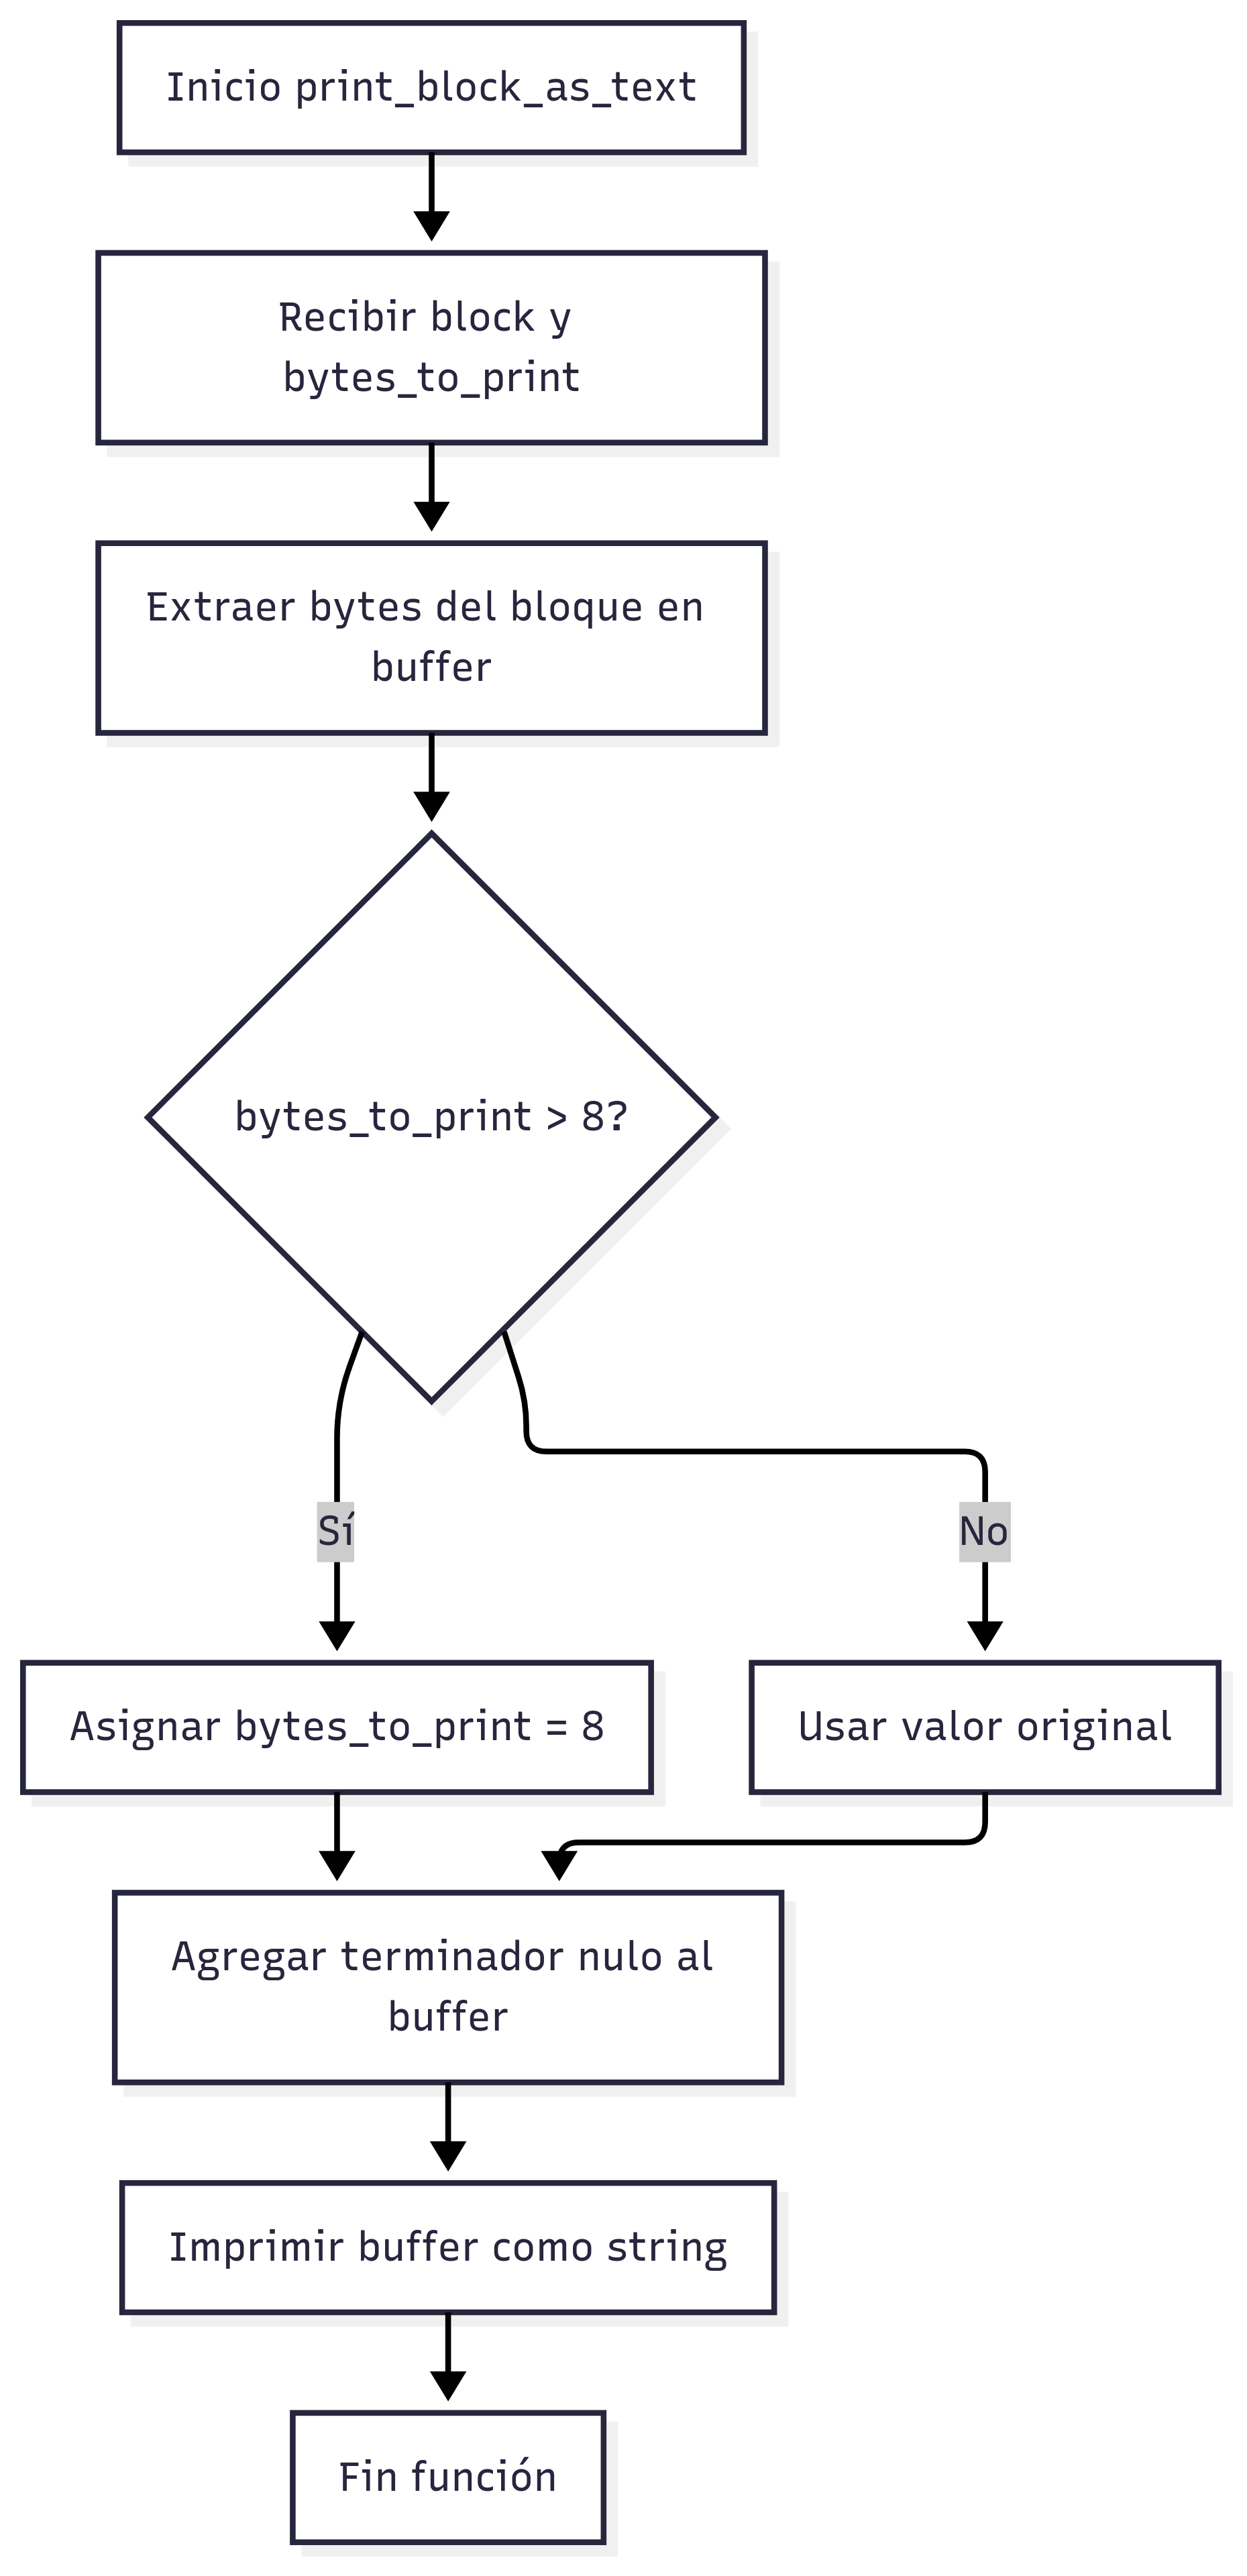 Inicio print_block_as_text
Recibir block y
bytes_to_print
Extraer bytes del bloque en
buffer
bytes_to_print > 8?
Sí
No
Asignar bytes_to_print = 8
Usar valor original
Agregar terminador nulo al
buffer
Imprimir buffer como string
Fin función